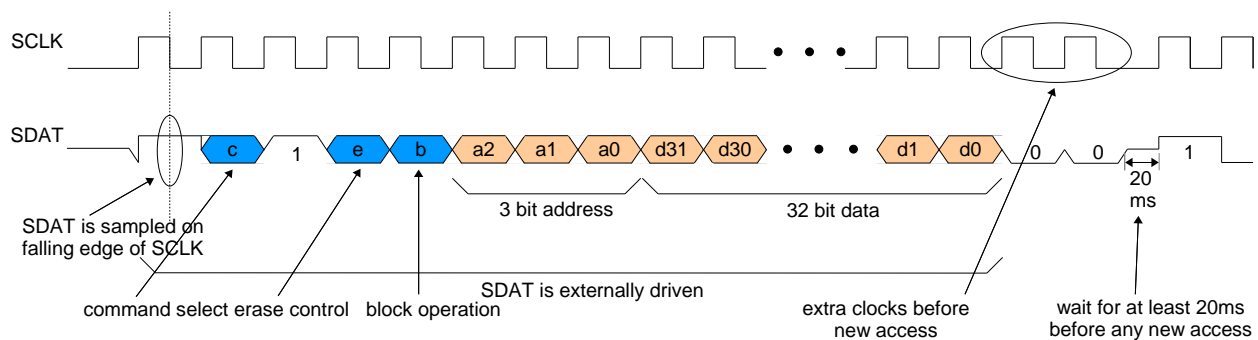 SCLK
SDAT
c 1 e b a2 a1 a0 d31 d30 d1 d0 0 0 1
20
ms
3 bit address
32 bit data
SDAT is sampled on
falling edge of SCLK
SDAT is externally driven
command select erase control
block operation
extra clocks before
new access
wait for at least 20ms
before any new access